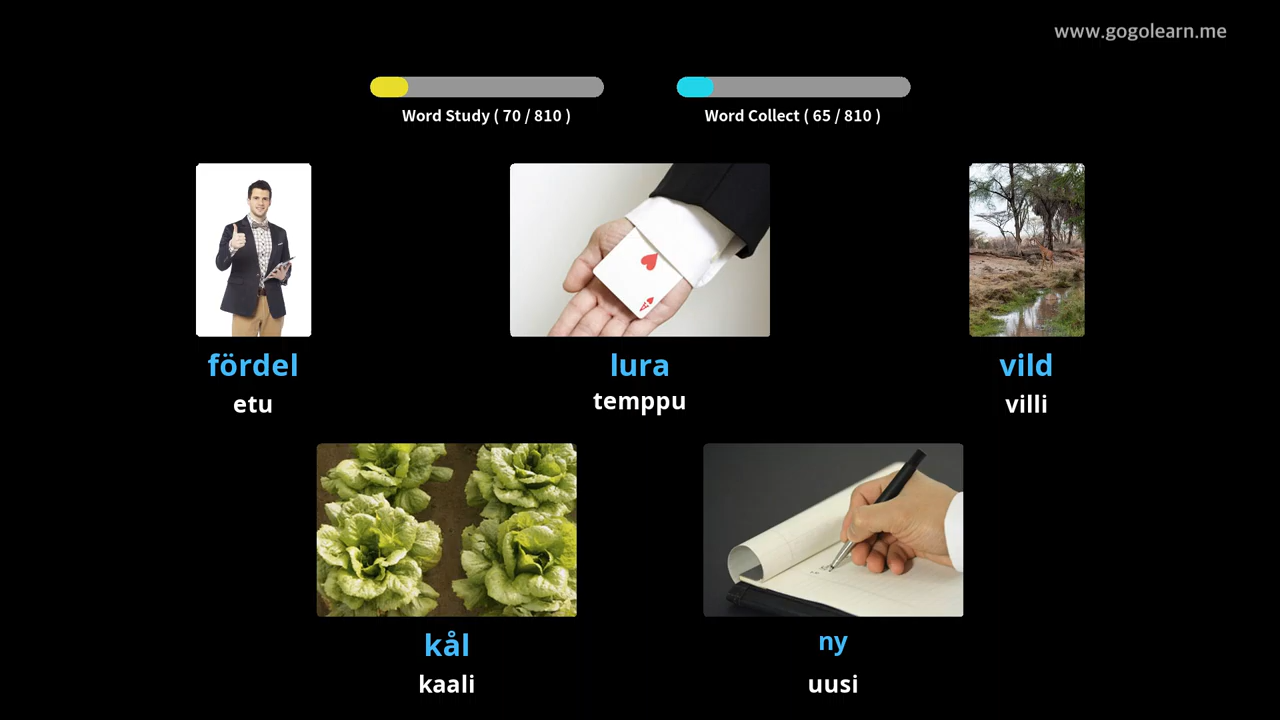 www.gogolearn.me
Word Study ( 70 / 810 )
Word Collect ( 65 / 810 )
fördel
etu
lura
temppu
vild
villi
kål
kaali
ny
uusi